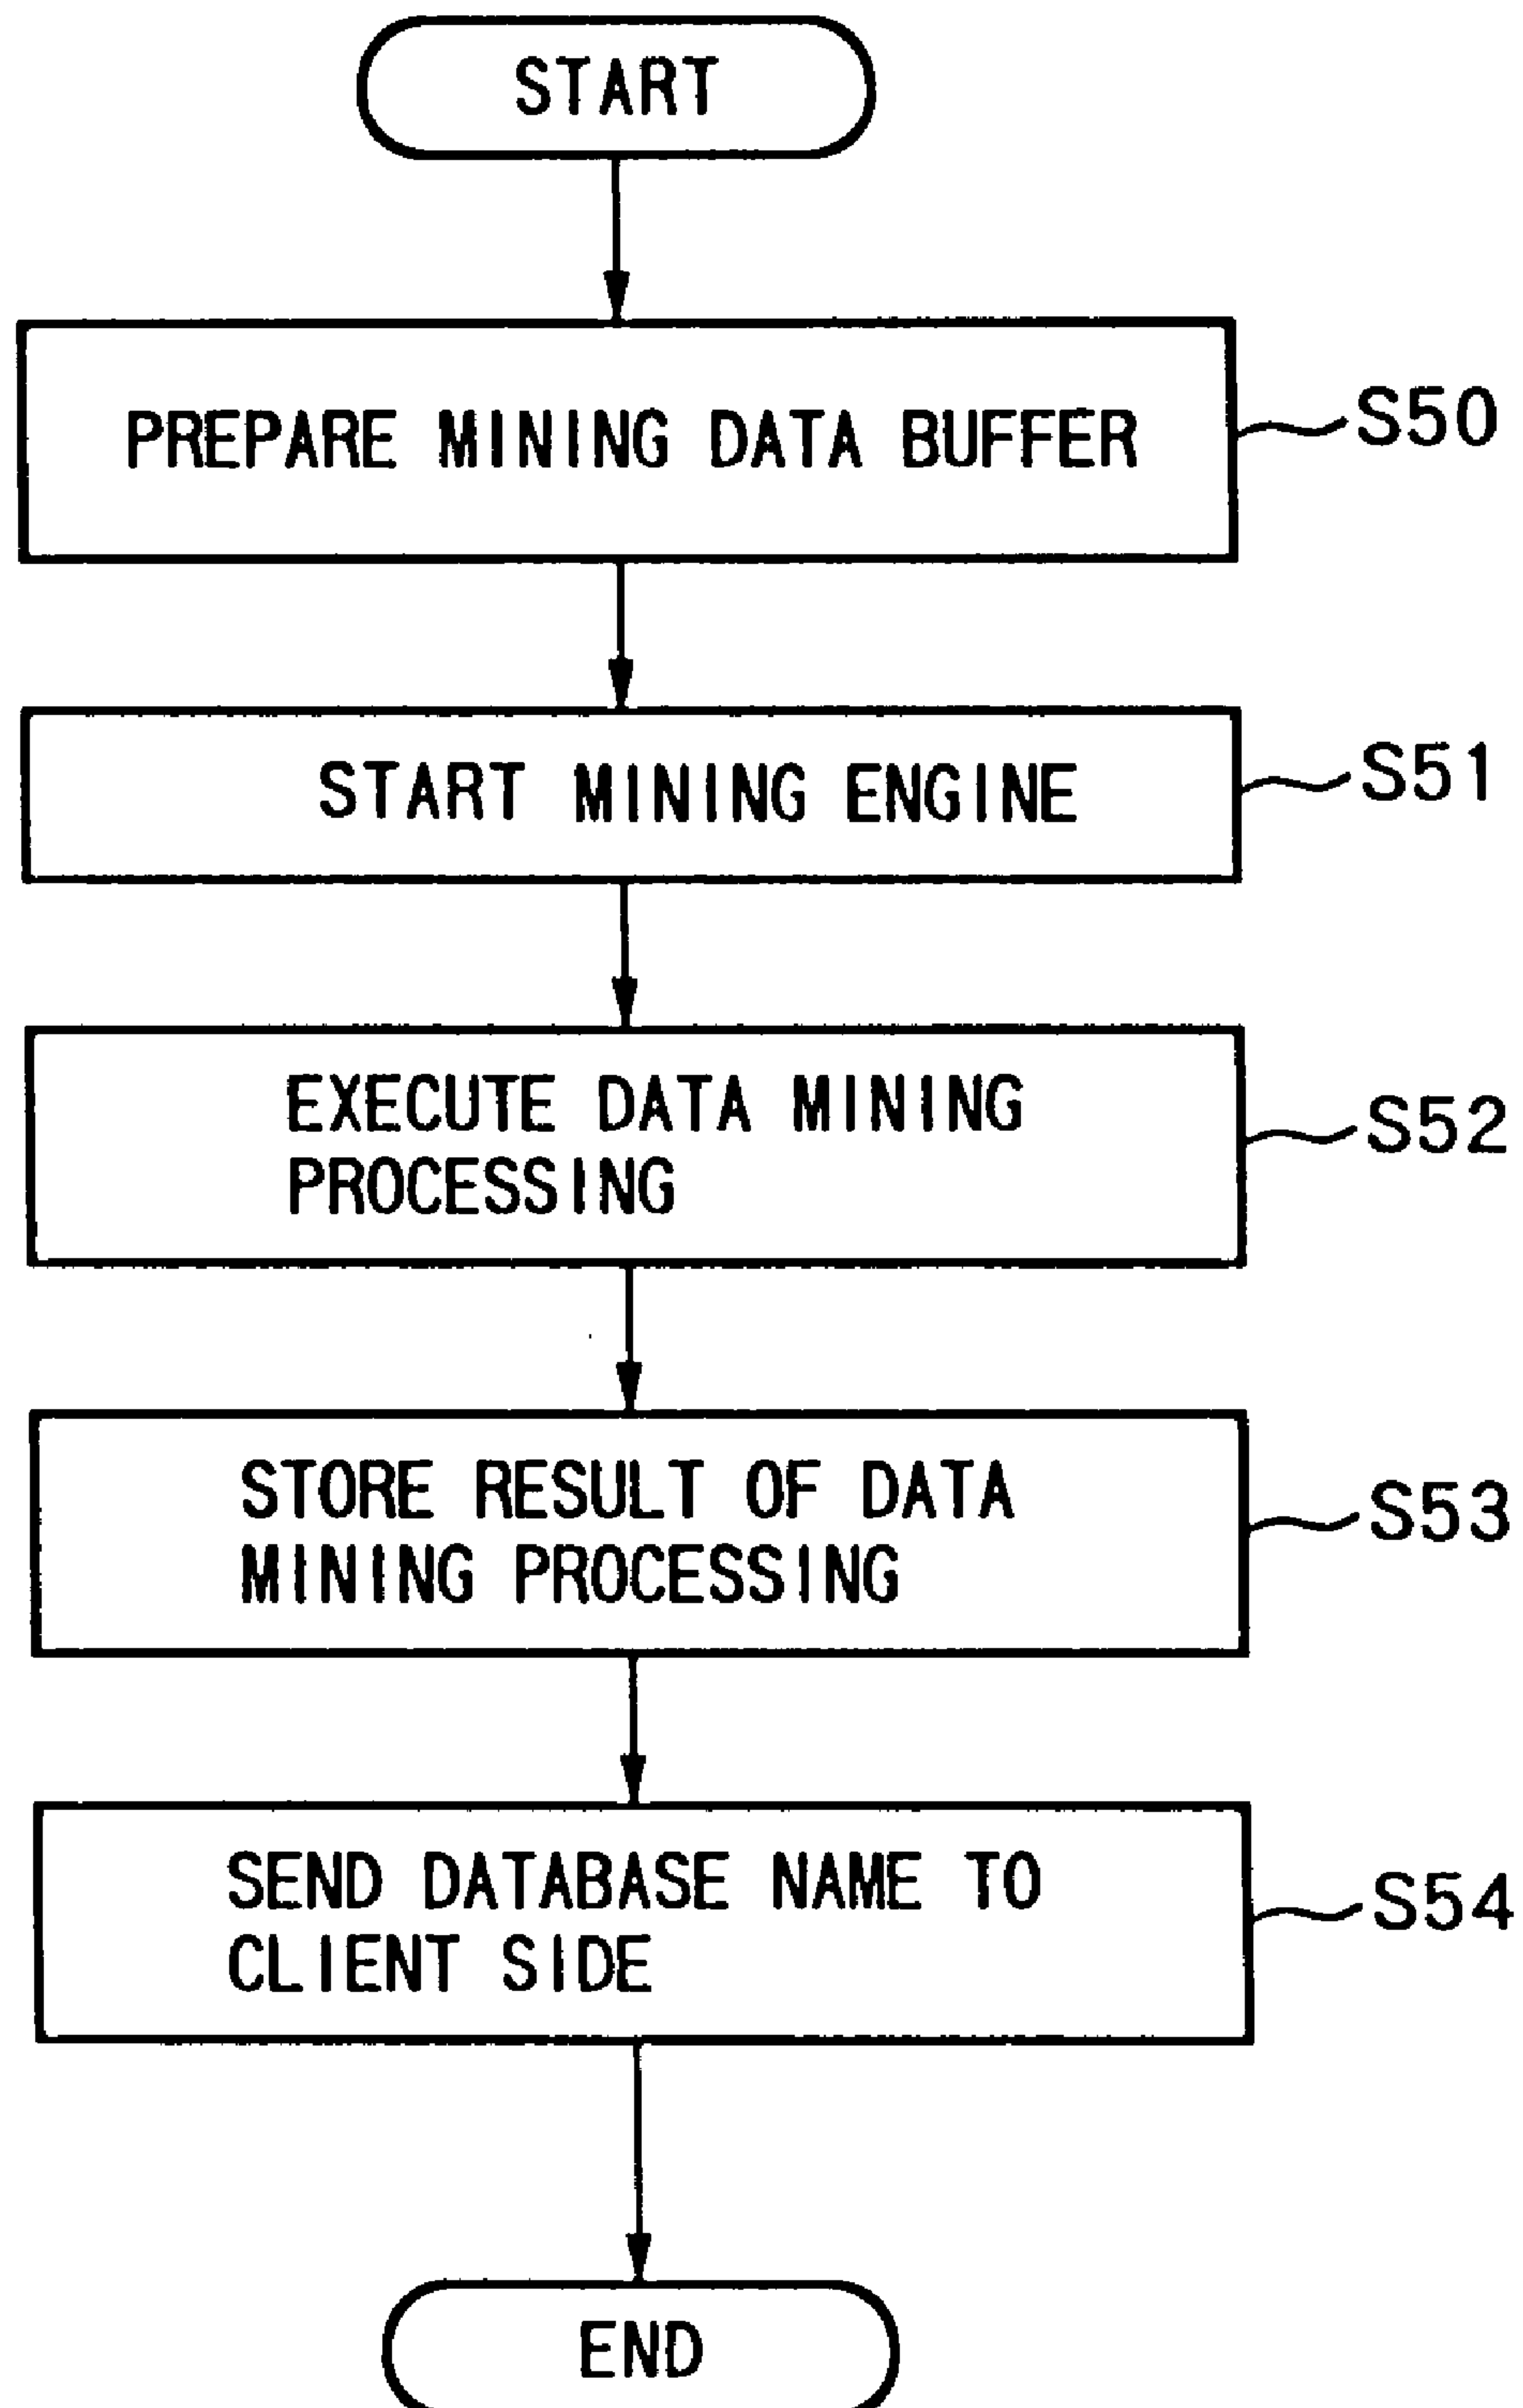 START
PREPARE MINING DATA BUFFER
S50
START MINING ENGINE
S51
EXECUTE DATA MINING
PROCESSING
S52
STORE RESULT OF DATA
MINING PROCESSING
S53
SEND DATABASE NAME TO
CLIENT SIDE
S54
END